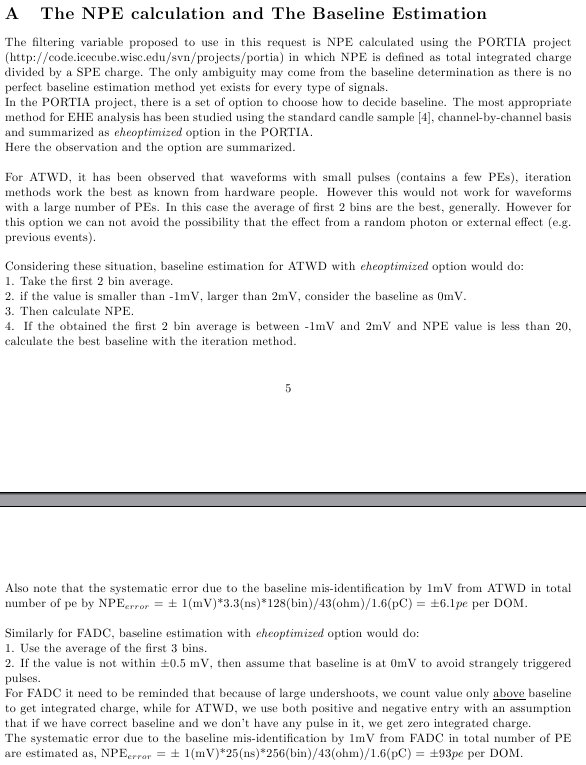 A The NPE calculation and The Baseline Estimation
The filtering variable proposed to use in this request is NPE calculated using the PORTIA project
(http://code.icecube.wisc.edu/svn/projects/portia) in which NPE is defined as total integrated charge
divided by a SPE charge. The only ambiguity may come from the baseline determination as there is no
perfect baseline estimation method yet exists for every type of signals.
In the PORTIA project, there is a set of option to choose how to decide baseline. The most appropriate
method for EHE analysis has been studied using the standard candle sample [4], channel-by-channel basis
and summarized as eheoptimized option in the PORTIA.
Here the observation and the option are summarized.
For ATWD, it has been observed that waveforms with small pulses (contains a few PEs), iteration
methods work the best as known from hardware people. However this would not work for waveforms
with a large number of PEs. In this case the average of first 2 bins are the best, generally. However for
this option we can not avoid the possibility that the effect from a random photon or external effect (e.g.
previous events).
Considering these situation, baseline estimation for ATWD with eheoptimized option would do:
1. Take the first 2 bin average.
2. if the value is smaller than -1mV, larger than 2mV, consider the baseline as 0mV.
3. Then calculate NPE.
4. If the obtained the first 2 bin average is between -1mV and 2mV and NPE value is less than 20,
calculate the best baseline with the iteration method.
5
Also note that the systematic error due to the baseline mis-identification by 1mV from ATWD in total
number of pe by NPEerror = ± 1(mV)*3.3(ns)*128(bin)/43(ohm)/1.6(pC) = ±6.1pe per DOM.
Similarly for FADC, baseline estimation with eheoptimized option would do:
1. Use the average of the first 3 bins.
2. If the value is not within ±0.5 mV, then assume that baseline is at 0mV to avoid strangely triggered
pulses.
For FADC it need to be reminded that because of large undershoots, we count value only above baseline
to get integrated charge, while for ATWD, we use both positive and negative entry with an assumption
that if we have correct baseline and we don't have any pulse in it, we get zero integrated charge.
The systematic error due to the baseline mis-identification by 1mV from FADC in total number of PE
are estimated as, NPEerror = ± 1(mV)*25(ns)*256(bin)/43(ohm)/1.6(pC) = ±93pe per DOM.